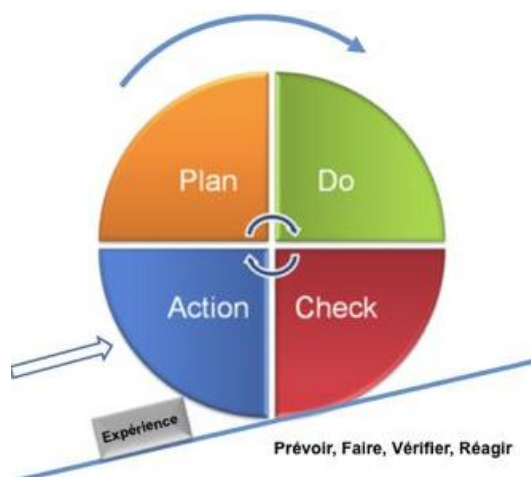 Plan
Do
Action
Check
Expérience
Prévoir, Faire, Vérifier, Réagir